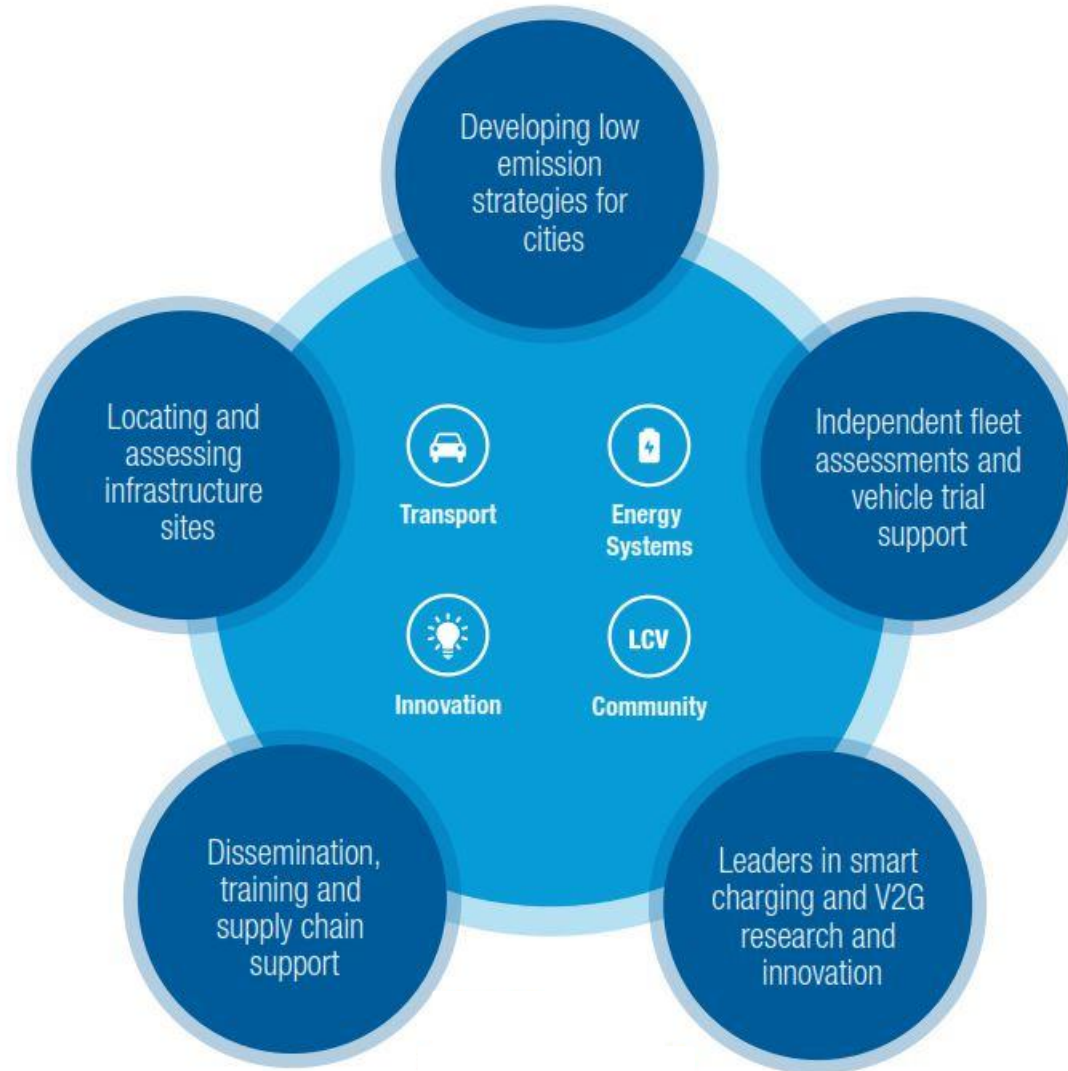 Developing low
emission
strategies for
cities
Locating and
assessing
infrastructure
sites
Independent fleet
assessments and
vehicle trial
support
Transport
Energy
Systems
Innovation
LCV
Community
Dissemination,
training and
supply chain
support
Leaders in smart
charging and V2G
research and
innovation